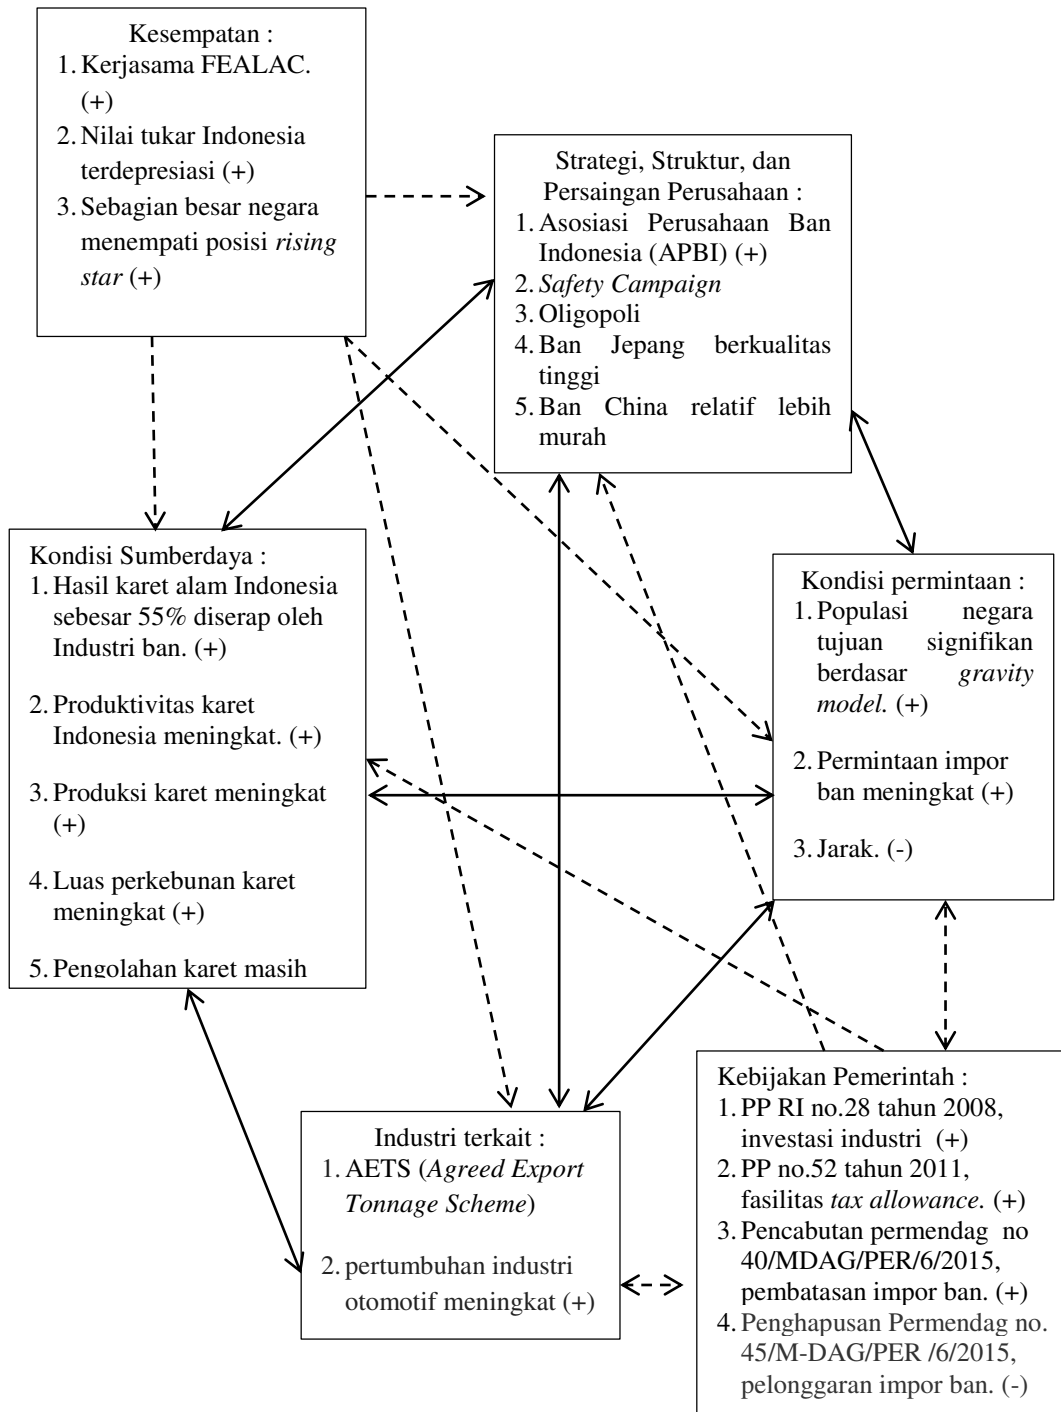 Kesempatan :
1. Kerjasama FEALAC.
(+)
2. Nilai tukar Indonesia
terdepresiasi (+)
3. Sebagian besar negara
menempati posisi rising
star (+)
Strategi, Struktur, dan
Persaingan Perusahaan :
1. Asosiasi Perusahaan Ban
Indonesia (APBI) (+)
2. Safety Campaign
3. Oligopoli
4. Ban Jepang berkualitas
tinggi
5. Ban China relatif lebih
murah
Kondisi Sumberdaya :
1. Hasil karet alam Indonesia
sebesar 55% diserap oleh
Industri ban. (+)
2. Produktivitas karet
Indonesia meningkat. (+)
3. Produksi karet meningkat
(+)
4. Luas perkebunan karet
meningkat (+)
5. Pengolahan karet masih
Kondisi permintaan :
1. Populasi negara
tujuan signifikan
berdasar gravity
model. (+)
2. Permintaan impor
ban meningkat (+)
3. Jarak. (-)
Industri terkait :
1. AETS (Agreed Export
Tonnage Scheme)
2. pertumbuhan industri
otomotif meningkat (+)
Kebijakan Pemerintah :
1. PP RI no.28 tahun 2008,
investasi industri (+)
2. PP no.52 tahun 2011,
fasilitas tax allowance. (+)
3. Pencabutan permendag no
40/MDAG/PER/6/2015,
pembatasan impor ban. (+)
4. Penghapusan Permendag no.
45/M-DAG/PER /6/2015,
pelonggaran impor ban. (-)